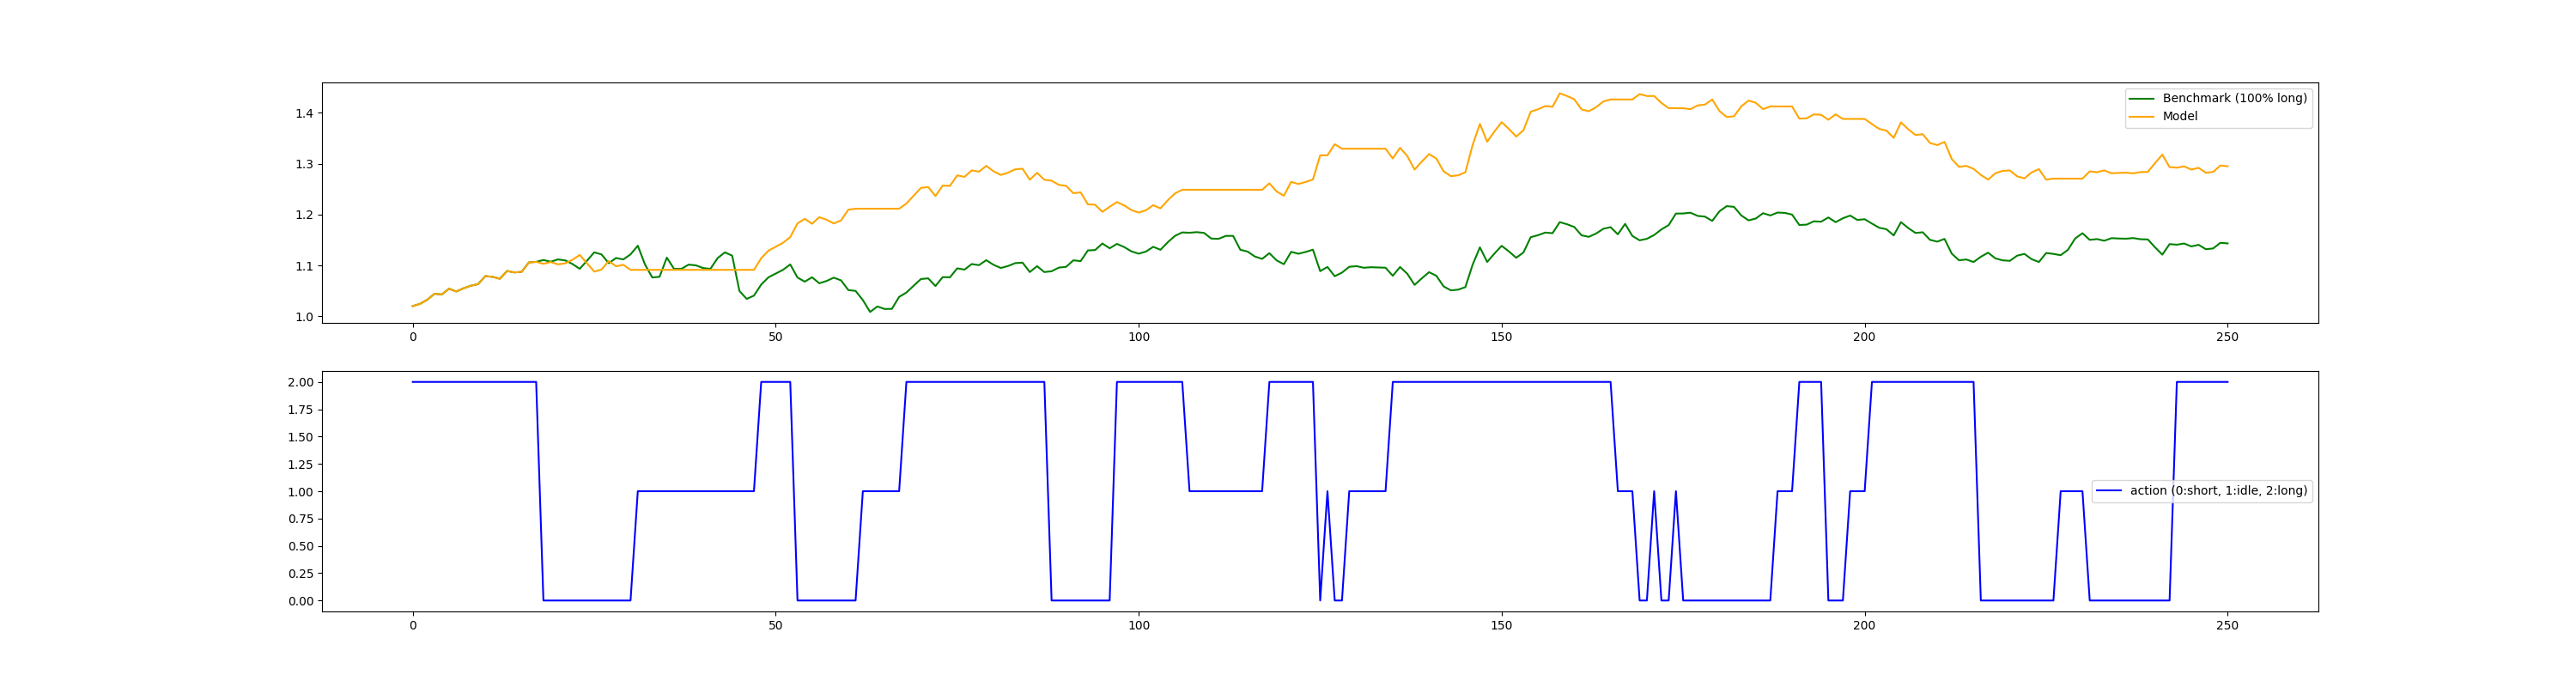 1.4
1.3
1.2
1.1
1.0
Benchmark (100% long)
Model
0 50 100 150 200 250
2.00
1.75
1.50
1.25
1.00
0.75
0.50
0.25
0.00
action (0:short, 1:idle, 2:long)
0 50 100 150 200 250